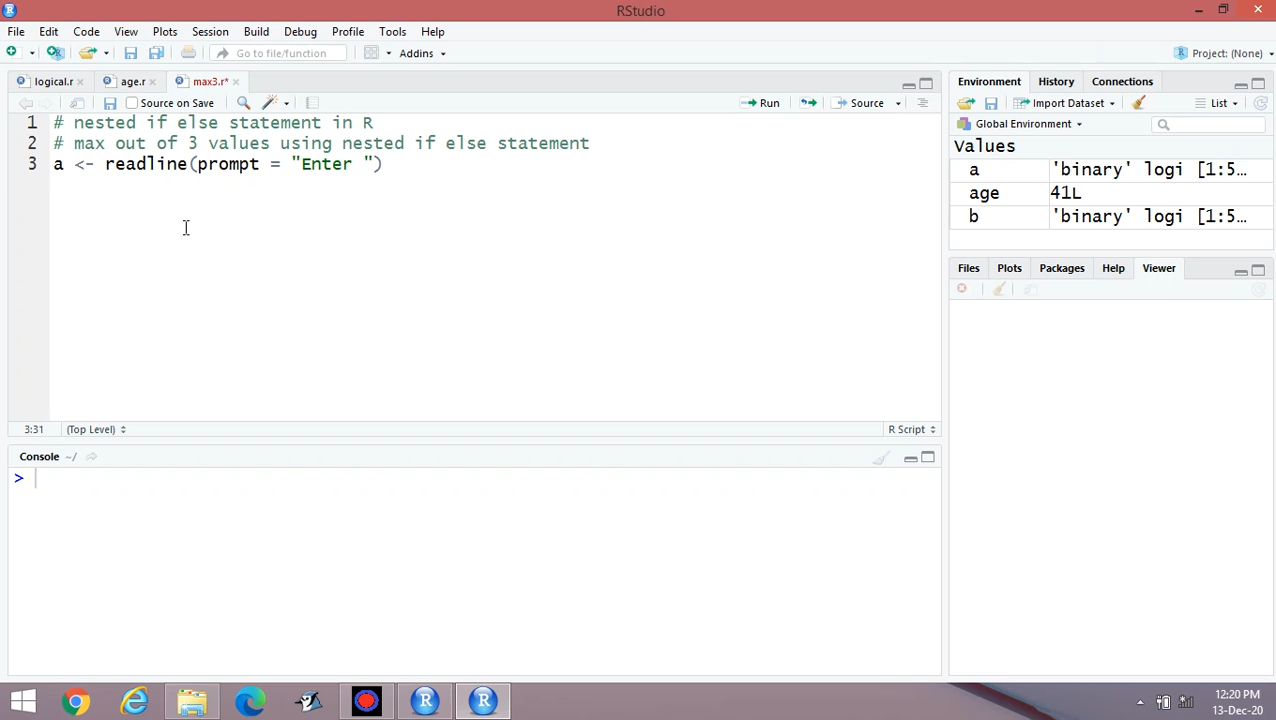 RStudio
File Edit Code View Plots Session Build Debug Profile Tools Help
Go to file/function Addins Project: (None)
logical.r age.r max3.r*
Source on Save Run Source
1 # nested if else statement in R
2 # max out of 3 values using nested if else statement
3 a <- readline(prompt = "Enter ")
3:31 (Top Level) R Script
Console ~/
>
Environment History Connections
Import Dataset List
Global Environment
Values
a 'binary' logi [1:5…
age 41L
b 'binary' logi [1:5…
Files Plots Packages Help Viewer
12:20 PM
13-Dec-20